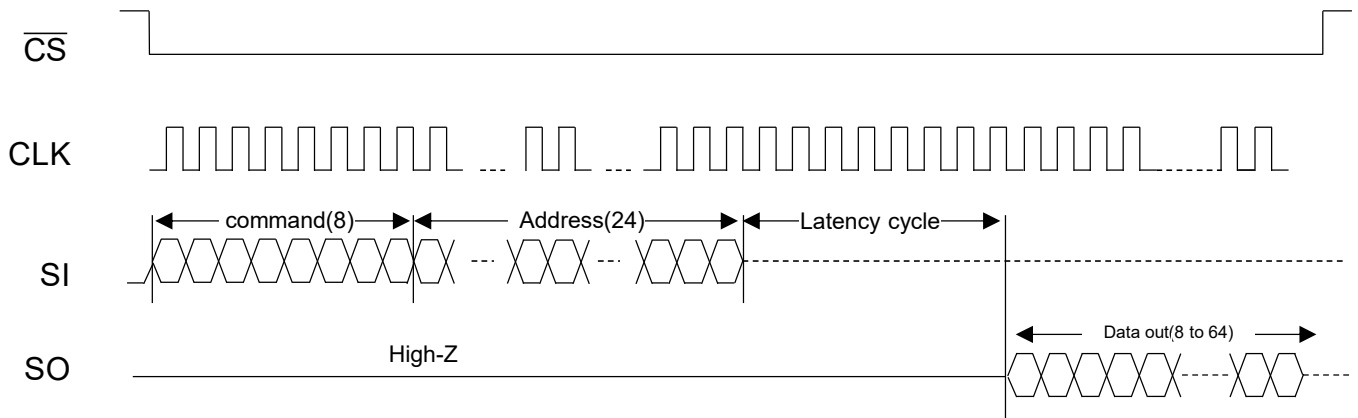 CS
CLK
command(8) Address(24) Latency cycle
SI
Data out(8 to 64)
High-Z
SO